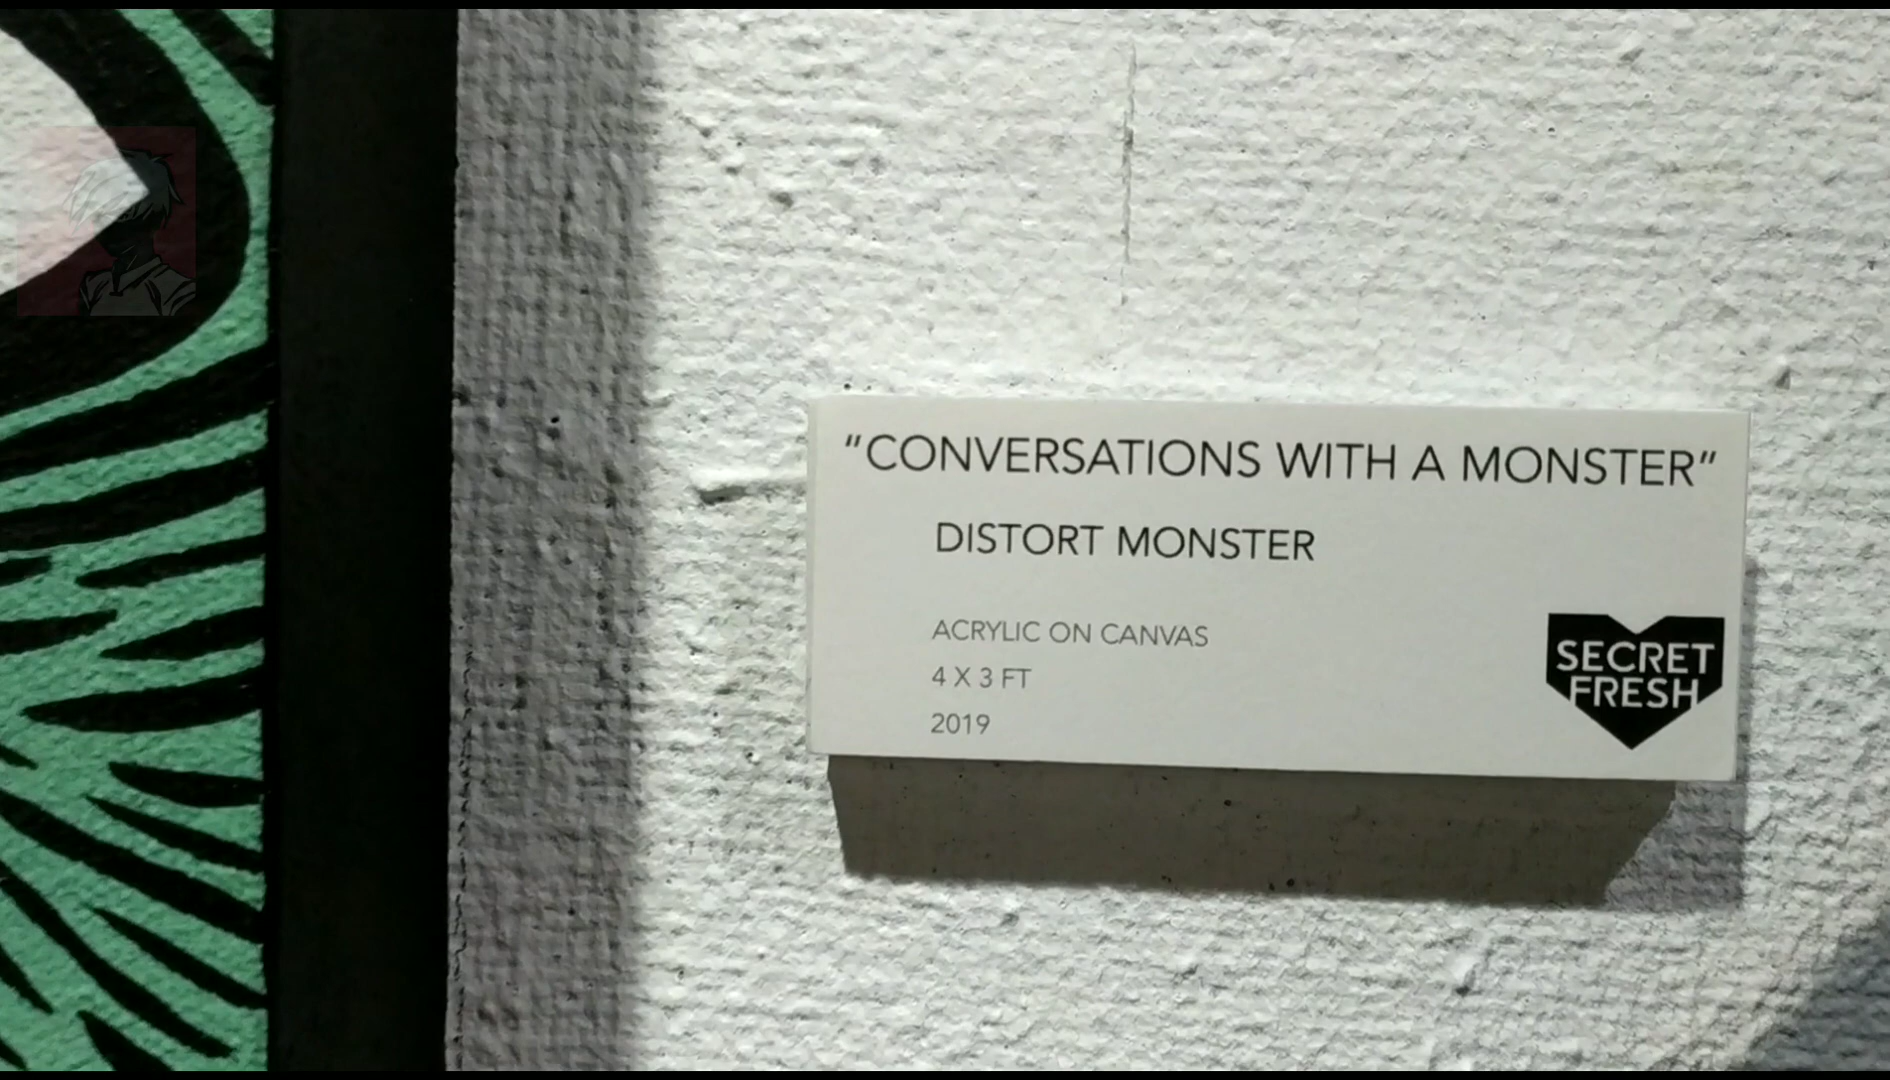 "CONVERSATIONS WITH A MONSTER"
DISTORT MONSTER
ACRYLIC ON CANVAS
4 X 3 FT
2019
SECRET
FRESH